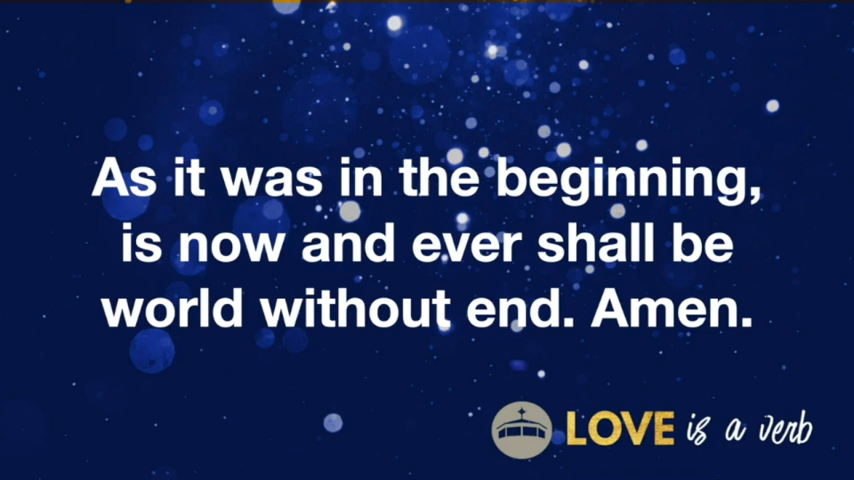 As it was in the beginning,
is now and ever shall be
world without end. Amen.
LOVE is a verb